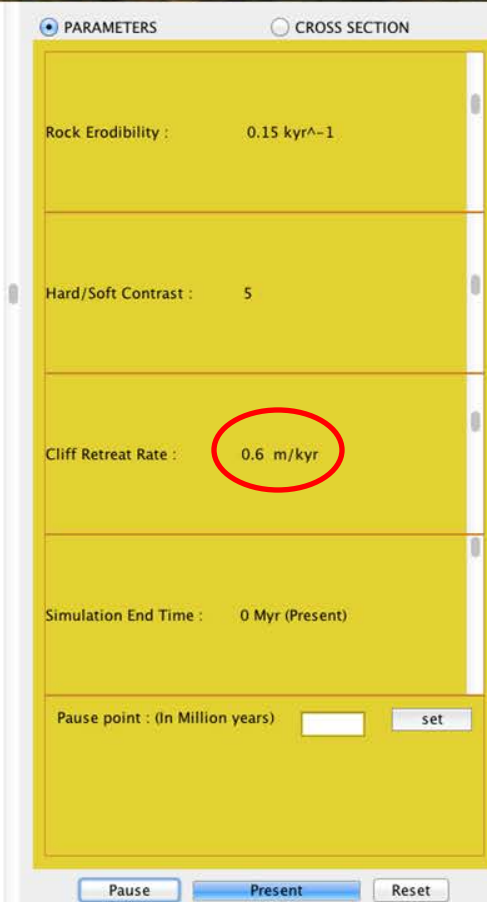 PARAMETERS CROSS SECTION
Rock Erodibility : 0.15 kyr^-1
Hard/Soft Contrast : 5
Cliff Retreat Rate : 0.6 m/kyr
Simulation End Time : 0 Myr (Present)
Pause point : (In Million years) set
Pause Present Reset